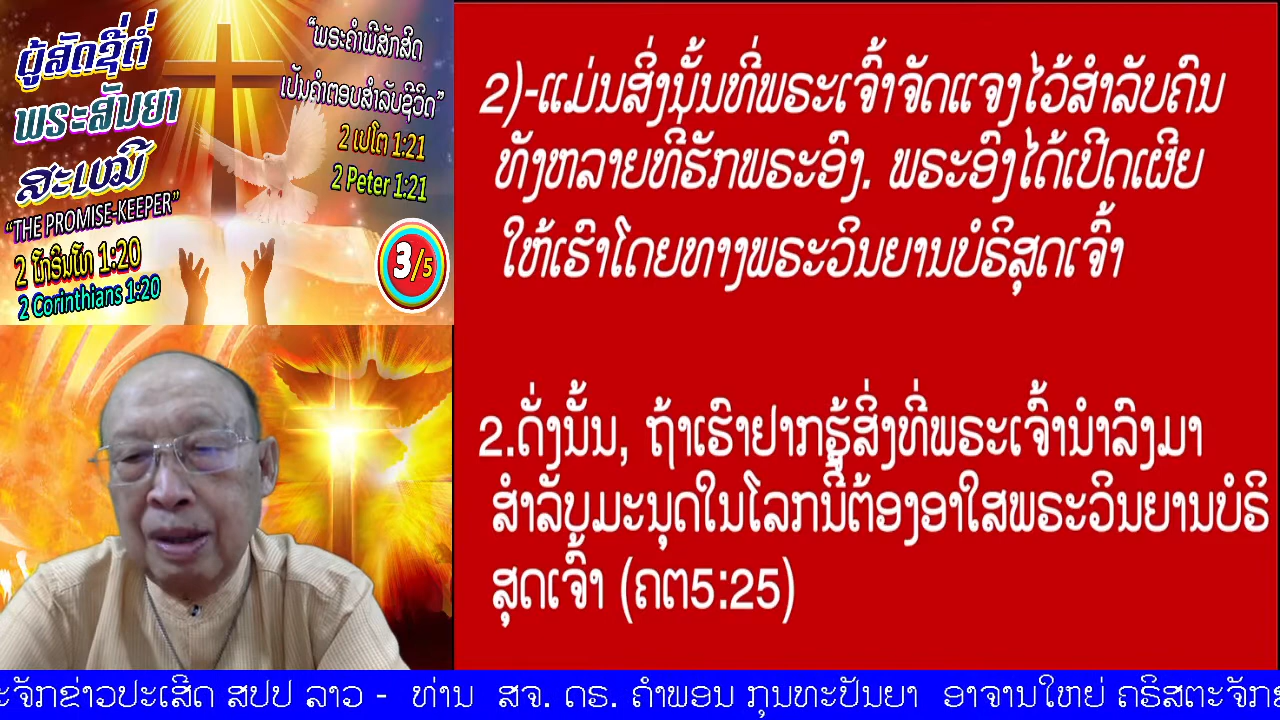 ຜູ້ສັດຊື່ຕໍ່
ພຣະສັນຍາ
ສະເໝີ
“THE PROMISE-KEEPER”
2 ໂກຣິນໂທ 1:20
2 Corinthians 1:20
“ພຣະຄຳພີສັກສິດ
ເປັນຄຳຕອບສຳລັບຊີວິດ”
2 ເປໂຕ 1:21
2 Peter 1:21
3/5
2)-ແມ່ນສິ່ງນັ້ນທີ່ພຣະເຈົ້າຈັດແຈງໄວ້ສຳລັບຄົນ
ທັງຫລາຍທີ່ຮັກພຣະອົງ. ພຣະອົງໄດ້ເປີດເຜີຍ
ໃຫ້ເຮົາໂດຍທາງພຣະວິນຍານບໍຣິສຸດເຈົ້າ
2.ດັ່ງນັ້ນ, ຖ້າເຮົາຢາກຮູ້ສິ່ງທີ່ພຣະເຈົ້ານຳລົງມາ
ສຳລັບມະນຸດໃນໂລກນີ້ຕ້ອງອາໃສພຣະວິນຍານບໍຣິ
ສຸດເຈົ້າ (ຄຕ5:25)
ະຈັກຂ່າວປະເສີດ ສປປ ລາວ - ທ່ານ ສຈ. ດຣ. ຄຳພອນ ກຸນທະປັນຍາ ອາຈານໃຫຍ່ ຄຣິສຕະຈັກຂ